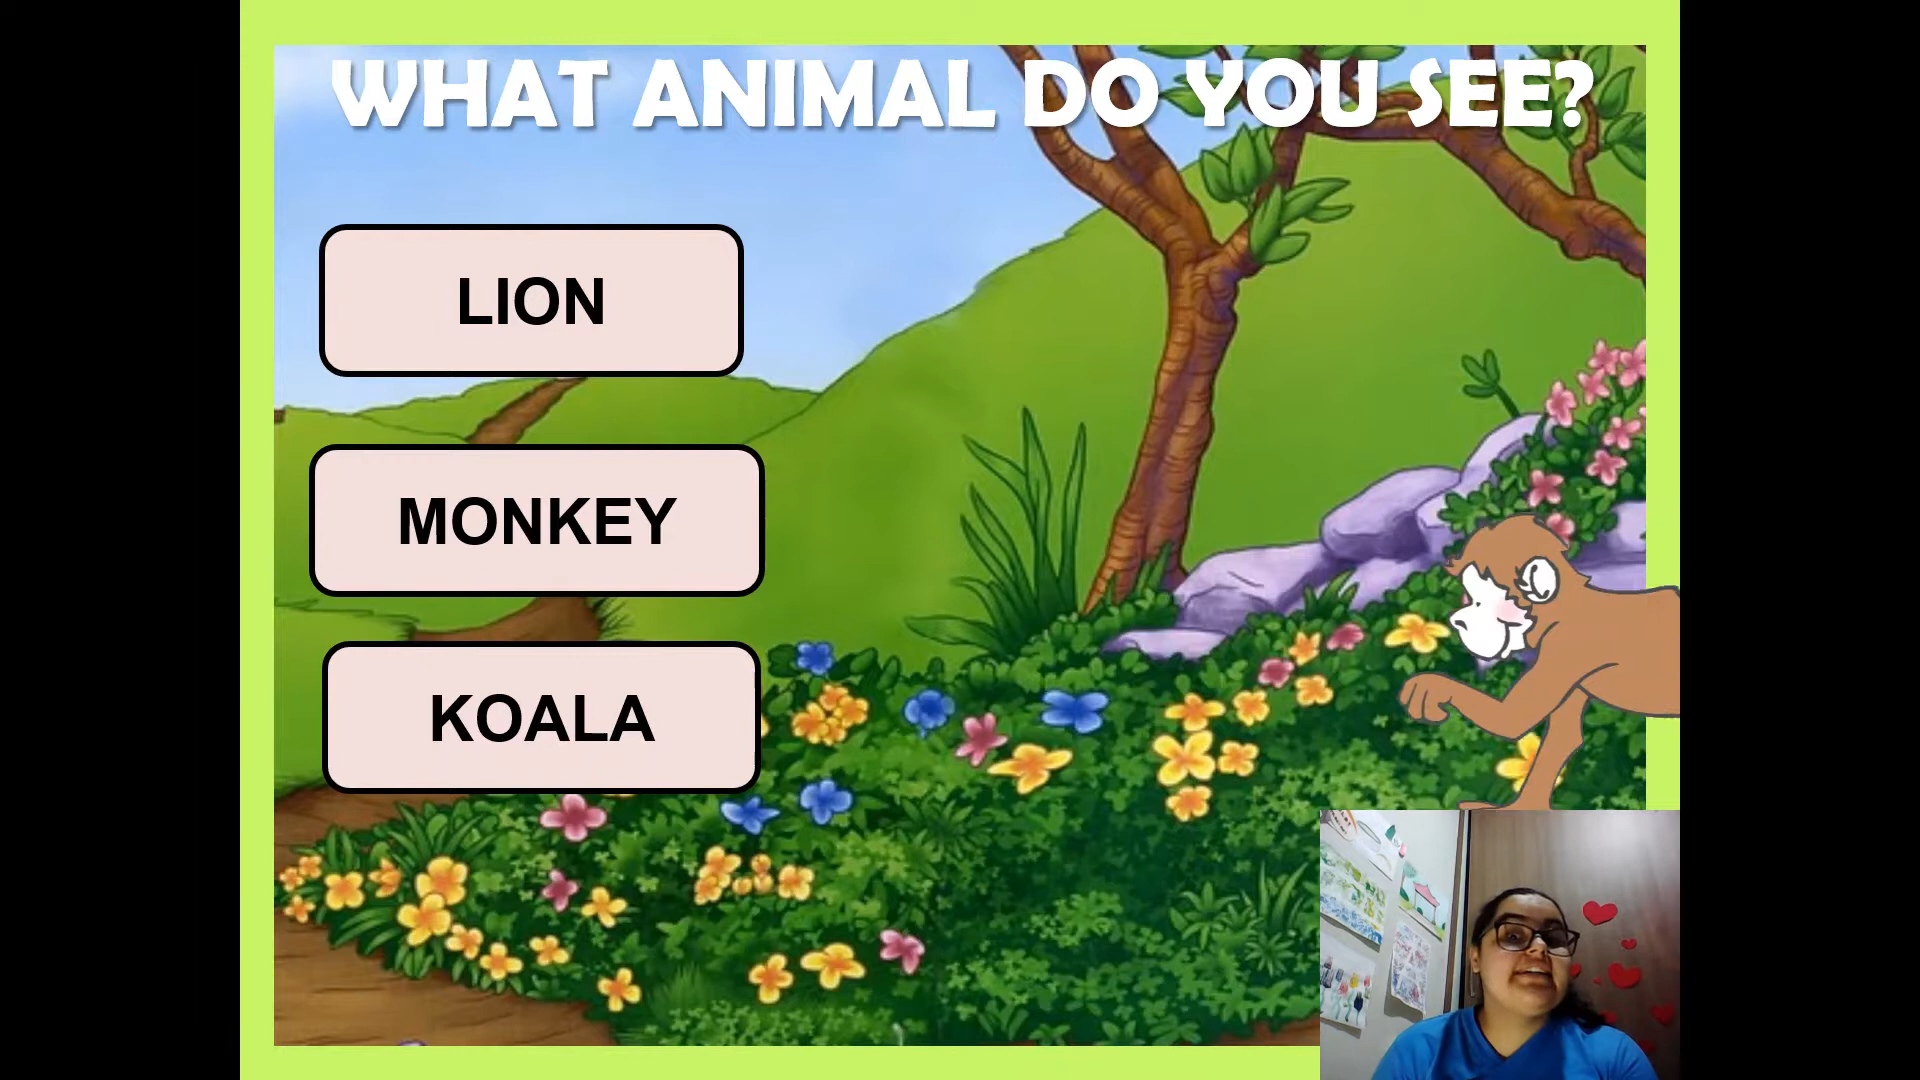 WHAT ANIMAL DO YOU SEE?
LION
MONKEY
KOALA